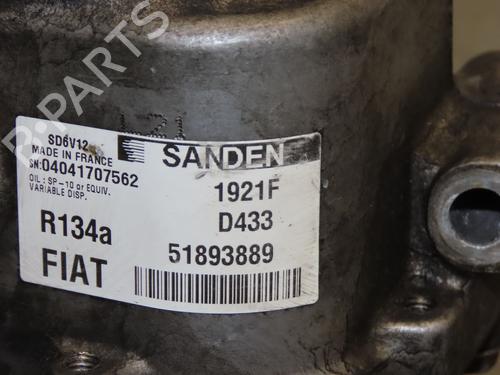 B-PARTS
L21
SD6V12
MADE IN FRANCE
SN:04041707562
OIL : SP-10 or EQUIV.
VARIABLE DISP.
R134a
FIAT
SANDEN
1921F
D433
51893889